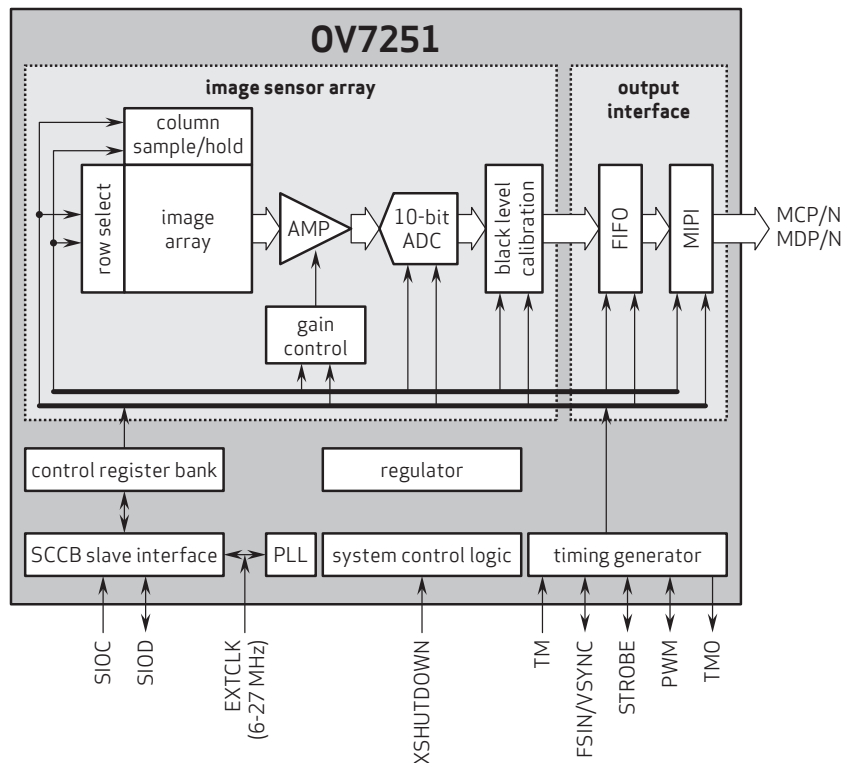 OV7251
image sensor array
output
interface
column
sample/hold
row select
image
array
AMP
10-bit
ADC
black level
calibration
FIFO
MIPI
MCP/N
MDP/N
gain
control
control register bank
regulator
SCCB slave interface
PLL
system control logic
timing generator
SIOC
SIOD
EXTCLK
(6-27 MHz)
XSHUTDOWN
TM
FSIN/VSYNC
STROBE
PWM
TMO